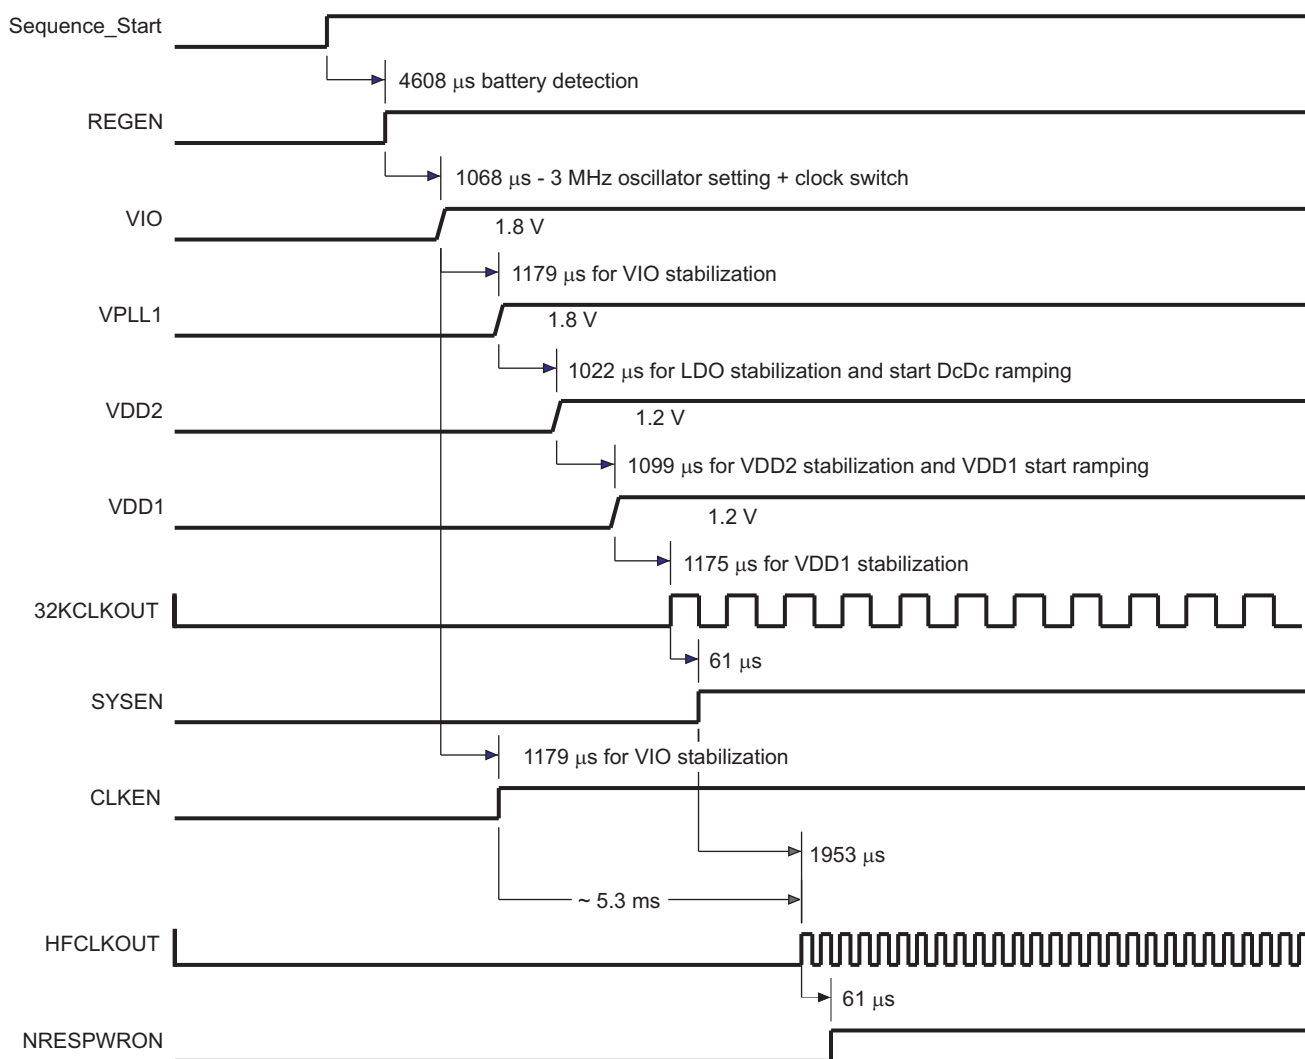 Sequence_Start
4608 μs battery detection
REGEN
1068 μs - 3 MHz oscillator setting + clock switch
VIO
1.8 V
1179 μs for VIO stabilization
VPLL1
1.8 V
1022 μs for LDO stabilization and start DcDc ramping
VDD2
1.2 V
1099 μs for VDD2 stabilization and VDD1 start ramping
VDD1
1.2 V
1175 μs for VDD1 stabilization
32KCLKOUT
61 μs
SYSEN
1179 μs for VIO stabilization
CLKEN
1953 μs
~ 5.3 ms
HFCLKOUT
61 μs
NRESPWRON